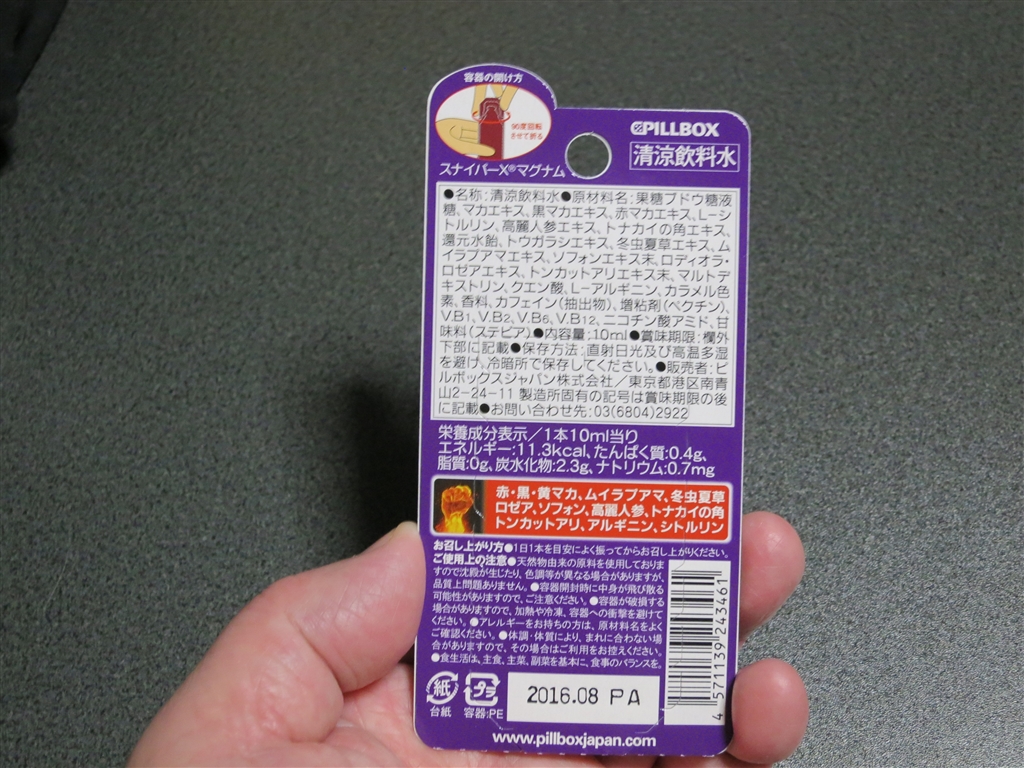 容器の開け方
90度回転
させて折る
PILLBOX
清涼飲料水
スナイパーX®マグナム
●名称:清涼飲料水●原材料名:果糖ブドウ糖液
糖、マカエキス、黒マカエキス、赤マカエキス、L−シ
トルリン、高麗人参エキス、トナカイの角エキス、
還元水飴、トウガラシエキス、冬虫夏草エキス、ム
イラプアマエキス、ソフォンエキス末、ロディオラ・
ロゼアエキス、トンカットアリエキス末、マルトデ
キストリン、クエン酸、L−アルギニン、カラメル色
素、香料、カフェイン(抽出物)、増粘剤(ペクチン)、
V.B1、V.B2、V.B6、V.B12、ニコチン酸アミド、甘
味料(ステビア)●内容量:10ml●賞味期限:欄外
下部に記載●保存方法:直射日光及び高温多湿
を避け、冷暗所で保存してください。●販売者:ピ
ルボックスジャパン株式会社/東京都港区南青
山2−24−11 製造所固有の記号は賞味期限の後
に記載●お問い合わせ先:03(6804)2922
栄養成分表示/1本10ml当り
エネルギー:11.3kcal、たんぱく質:0.4g、
脂質:0g、炭水化物:2.3g、ナトリウム:0.7mg
赤・黒・黄マカ、ムイラプアマ、冬虫夏草
ロゼア、ソフォン、高麗人参、トナカイの角
トンカットアリ、アルギニン、シトルリン
お召し上がり方●1日1本を目安によく振ってからお召し上がりください。
ご使用上の注意●天然物由来の原料を使用しておりま
すので沈殿が生じたり、色調等が異なる場合がありますが、
品質上問題ありません。●容器開封時に中身が飛び散る
可能性がありますので、ご注意ください。●容器が破損する
場合がありますので、加熱や冷凍、容器への衝撃を避けて
ください。●アレルギーをお持ちの方は、原材料名をよく
ご確認ください。●体調・体質により、まれに合わない場
合がありますので、その場合はご利用をお控えください。
●食生活は、主食、主菜、副菜を基本に、食事のバランスを。
4 571139 243461
紙
プラ
台紙
容器:PE
2016.08 PA
www.pillboxjapan.com